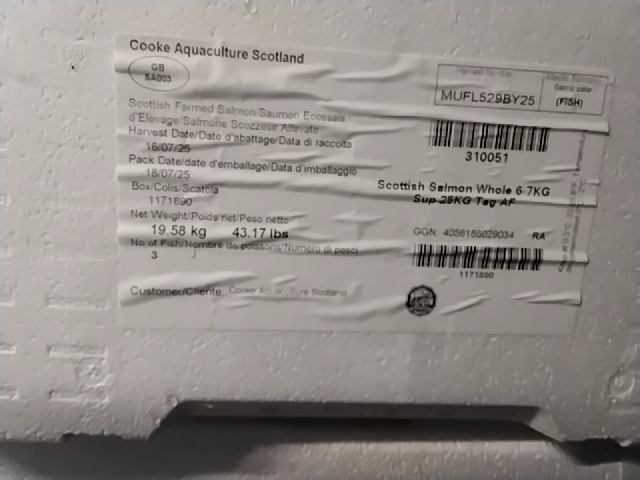 Cooke Aquaculture Scotland
GB
SA003
Harvest Number
MUFL529BY25
(FISH)
Scottish Farmed Salmon/Saumon Ecossais
d'Elevage/Salmone Scozzese Allevato
Harvest Date/Date d'abattage/Data di raccolta
16/07/25
310051
Pack Date/date d'emballage/Data d'imballaggio
18/07/25
Box/Colis/Scatola
1171890
Scottish Salmon Whole 6-7KG
Sup 25KG Tag AF
Net Weight/Poids net/Peso netto
19.58 kg 43.17 lbs
GGN: 4056186029034 RA
No of Fish/Nombre de poissons/Numero di pesci
3
1171890
Customer/Cliente: Cooke Aquaculture Scotland